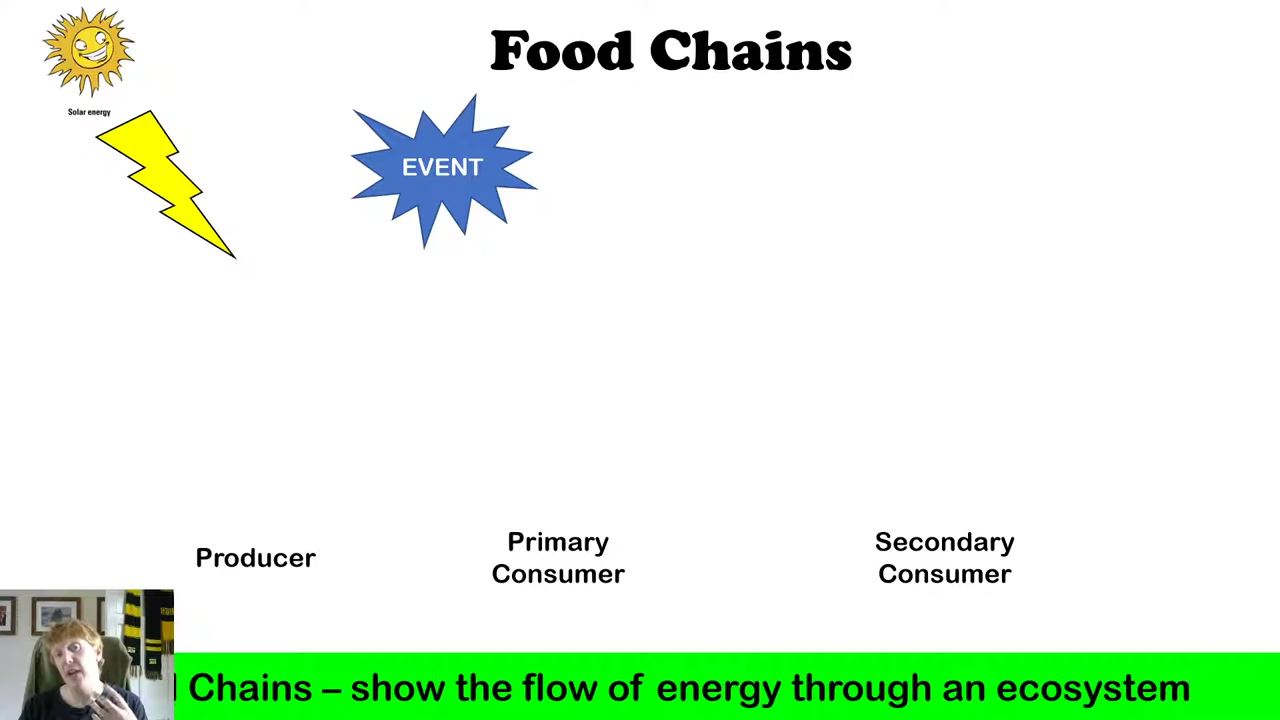 Food Chains
Solar energy
EVENT
Producer
Primary
Consumer
Secondary
Consumer
Chains – show the flow of energy through an ecosystem